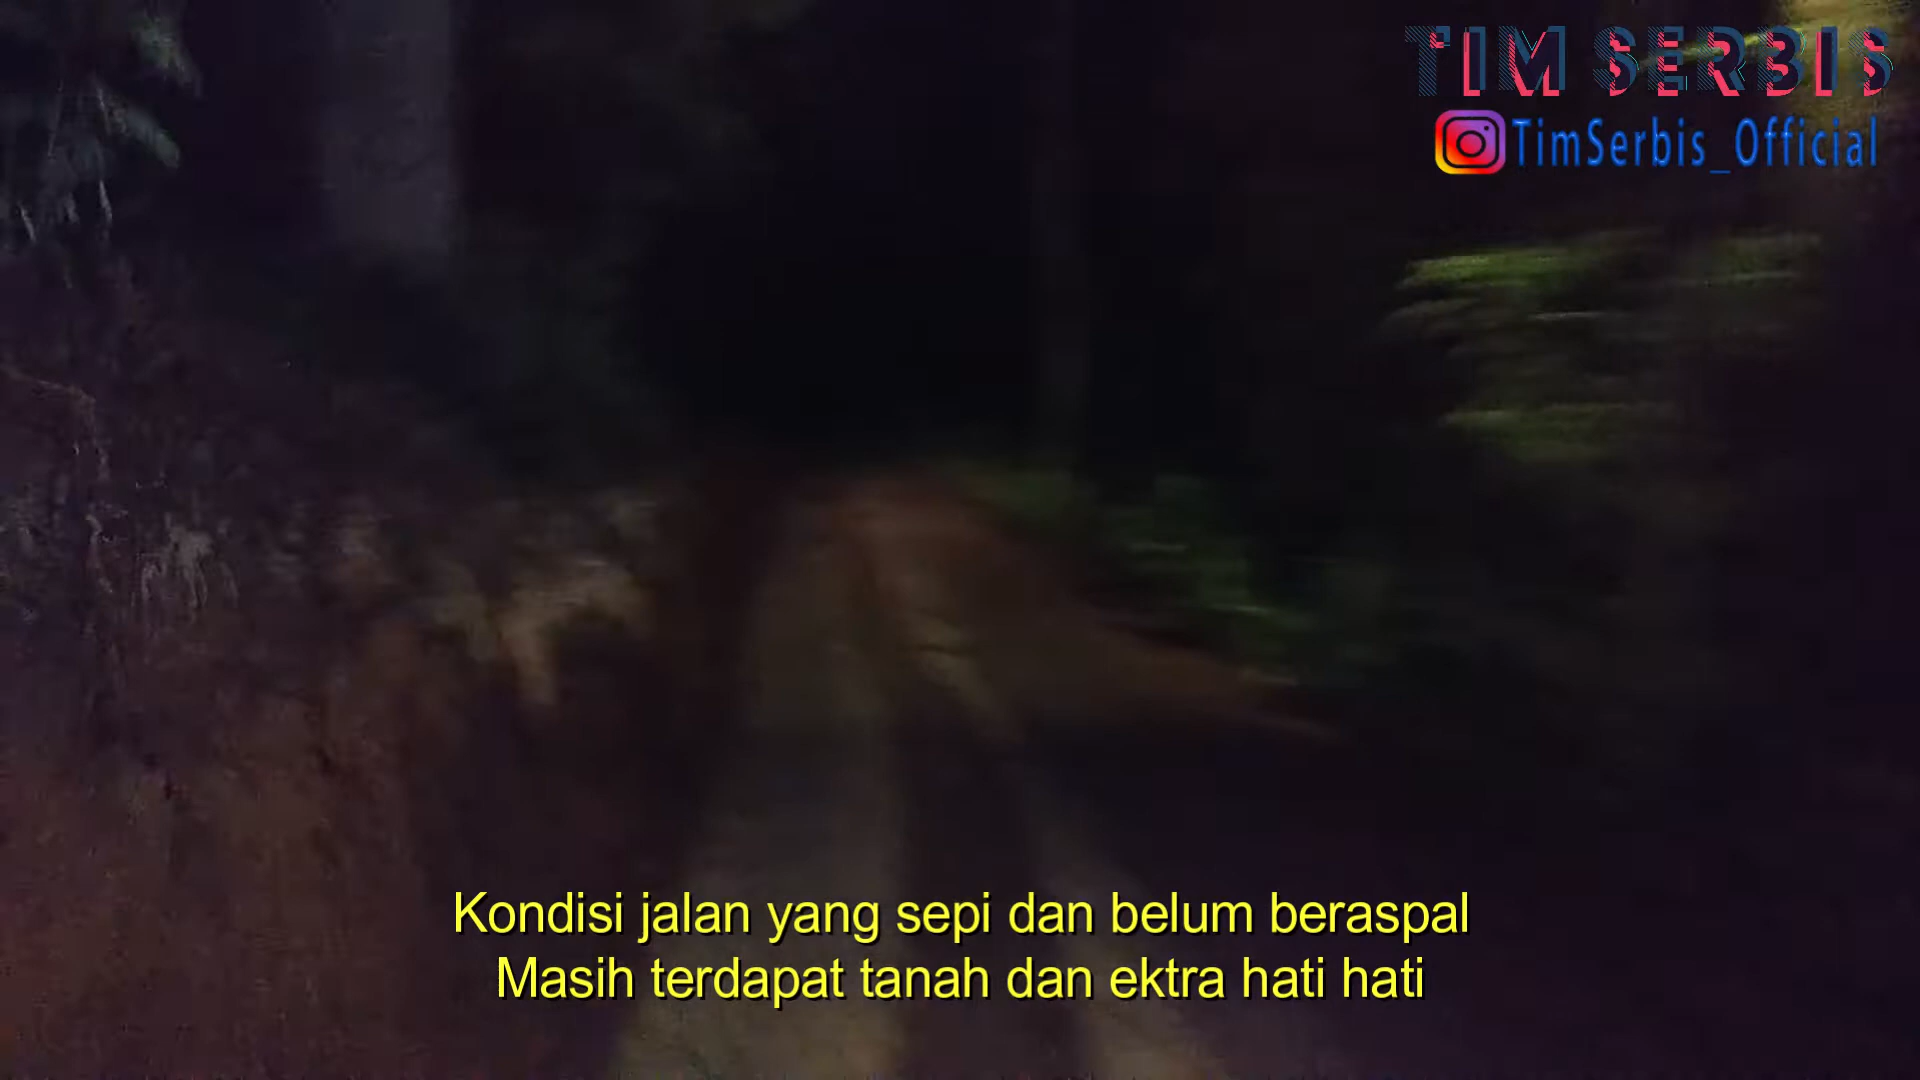 TIM SERBIS
TimSerbis_Official
Kondisi jalan yang sepi dan belum beraspal
Masih terdapat tanah dan ektra hati hati